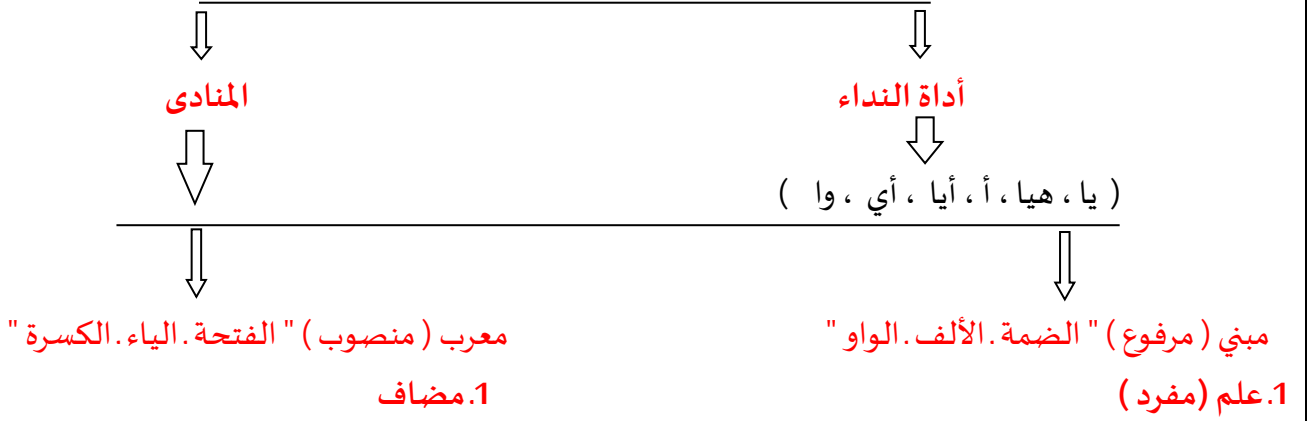 أداة النداء
المنادى
( يا ، هيا ، أ ، أيا ، أي ، وا )
مبني ( مرفوع ) " الضمة . الألف . الواو "
معرب ( منصوب ) " الفتحة . الياء . الكسرة "
1. علم (مفرد )
1. مضاف